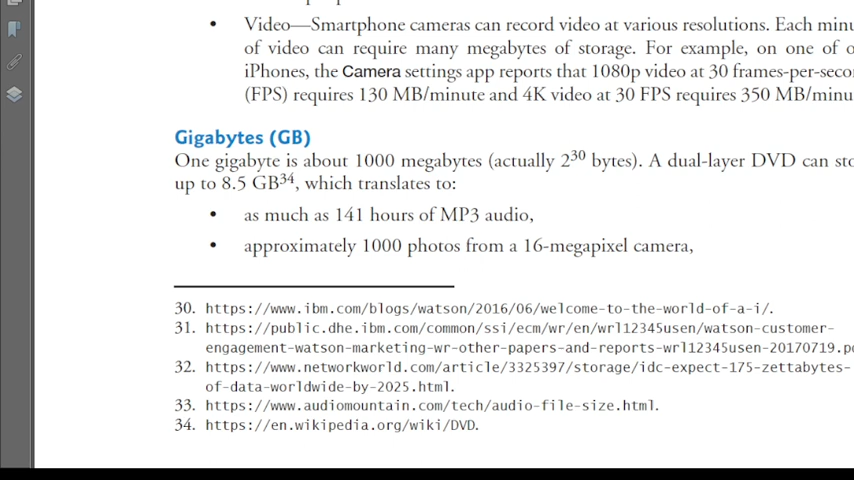 • Video—Smartphone cameras can record video at various resolutions. Each
of video can require many megabytes of storage. For example, on one of
iPhones, the Camera settings app reports that 1080p video at 30
(FPS) requires 130 MB/minute and 4K video at 30 FPS requires 350
Gigabytes (GB)
One gigabyte is about 1000 megabytes (actually 2³⁰ bytes). A dual-layer DVD can
up to 8.5 GB³⁴, which translates to:
• as much as 141 hours of MP3 audio,
• approximately 1000 photos from a 16-megapixel camera,
30. https://www.ibm.com/blogs/watson/2016/06/welcome-to-the-world-of-a-i/.
31. https://public.dhe.ibm.com/common/ssi/ecm/wr/en/wrl12345usen/watson-customer-
engagement-watson-marketing-wr-other-papers-and-reports-wrl12345usen-20170719.
32. https://www.networkworld.com/article/3325397/storage/idc-expect-175-zettabytes-
of-data-worldwide-by-2025.html.
33. https://www.audiomountain.com/tech/audio-file-size.html.
34. https://en.wikipedia.org/wiki/DVD.